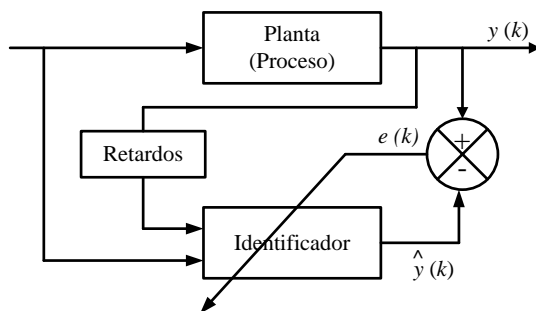 Planta
(Proceso)
y (k)
Retardos
e (k)
+
-
Identificador
ŷ (k)